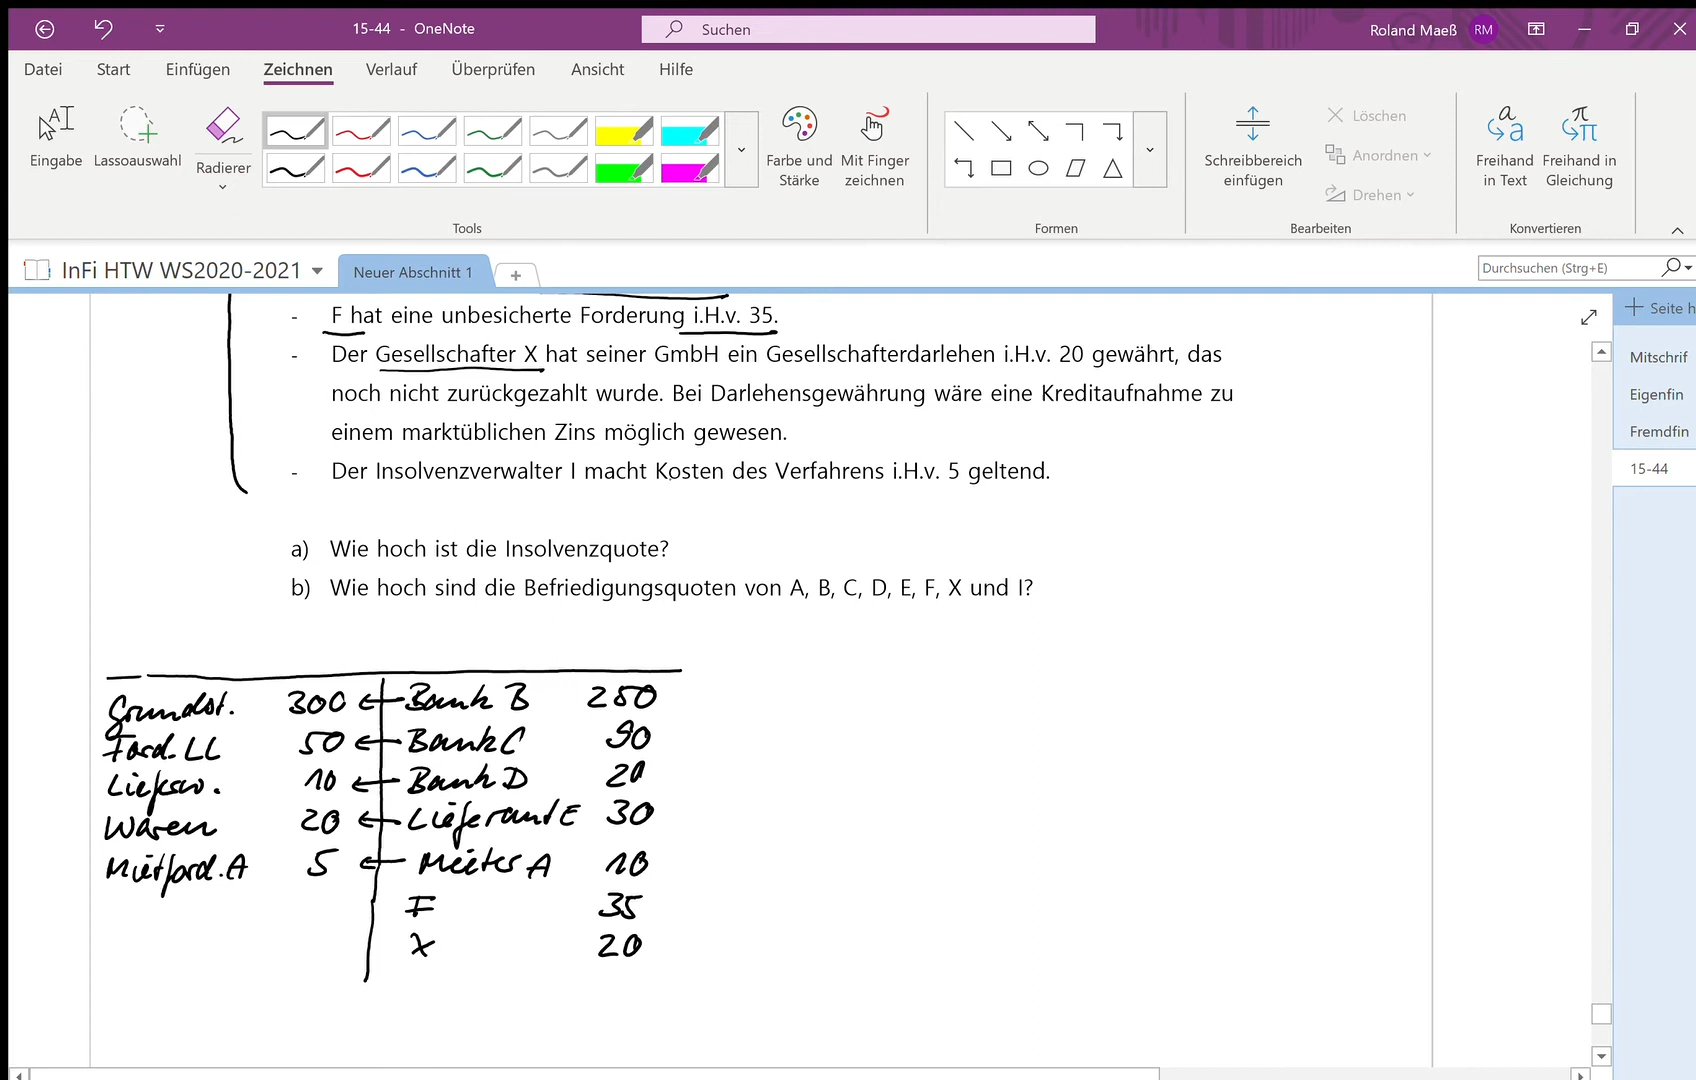 15-44 - OneNote
Suchen
Roland Maeß RM
Datei Start Einfügen Zeichnen Verlauf Überprüfen Ansicht Hilfe
Eingabe Lassoauswahl Radierer
Farbe und Stärke
Mit Finger zeichnen
Schreibbereich einfügen
Löschen
Anordnen
Drehen
Freihand in Text
Freihand in Gleichung
Tools Formen Bearbeiten Konvertieren
InFi HTW WS2020-2021 Neuer Abschnitt 1 +
Durchsuchen (Strg+E)
- F hat eine unbesicherte Forderung i.H.v. 35.
- Der Gesellschafter X hat seiner GmbH ein Gesellschafterdarlehen i.H.v. 20 gewährt, das
noch nicht zurückgezahlt wurde. Bei Darlehensgewährung wäre eine Kreditaufnahme zu
einem marktüblichen Zins möglich gewesen.
- Der Insolvenzverwalter I macht Kosten des Verfahrens i.H.v. 5 geltend.
a) Wie hoch ist die Insolvenzquote?
b) Wie hoch sind die Befriedigungsquoten von A, B, C, D, E, F, X und I?
Grundst. 300 ← Bank B 250
Ford. LL 50 ← Bank C 90
Liefsw. 10 ← Bank D 20
Waren 20 ← Lieferant E 30
Mietford. A 5 ← Mieter A 10
F 35
X 20
Seite h
Mitschrif
Eigenfin
Fremdfin
15-44